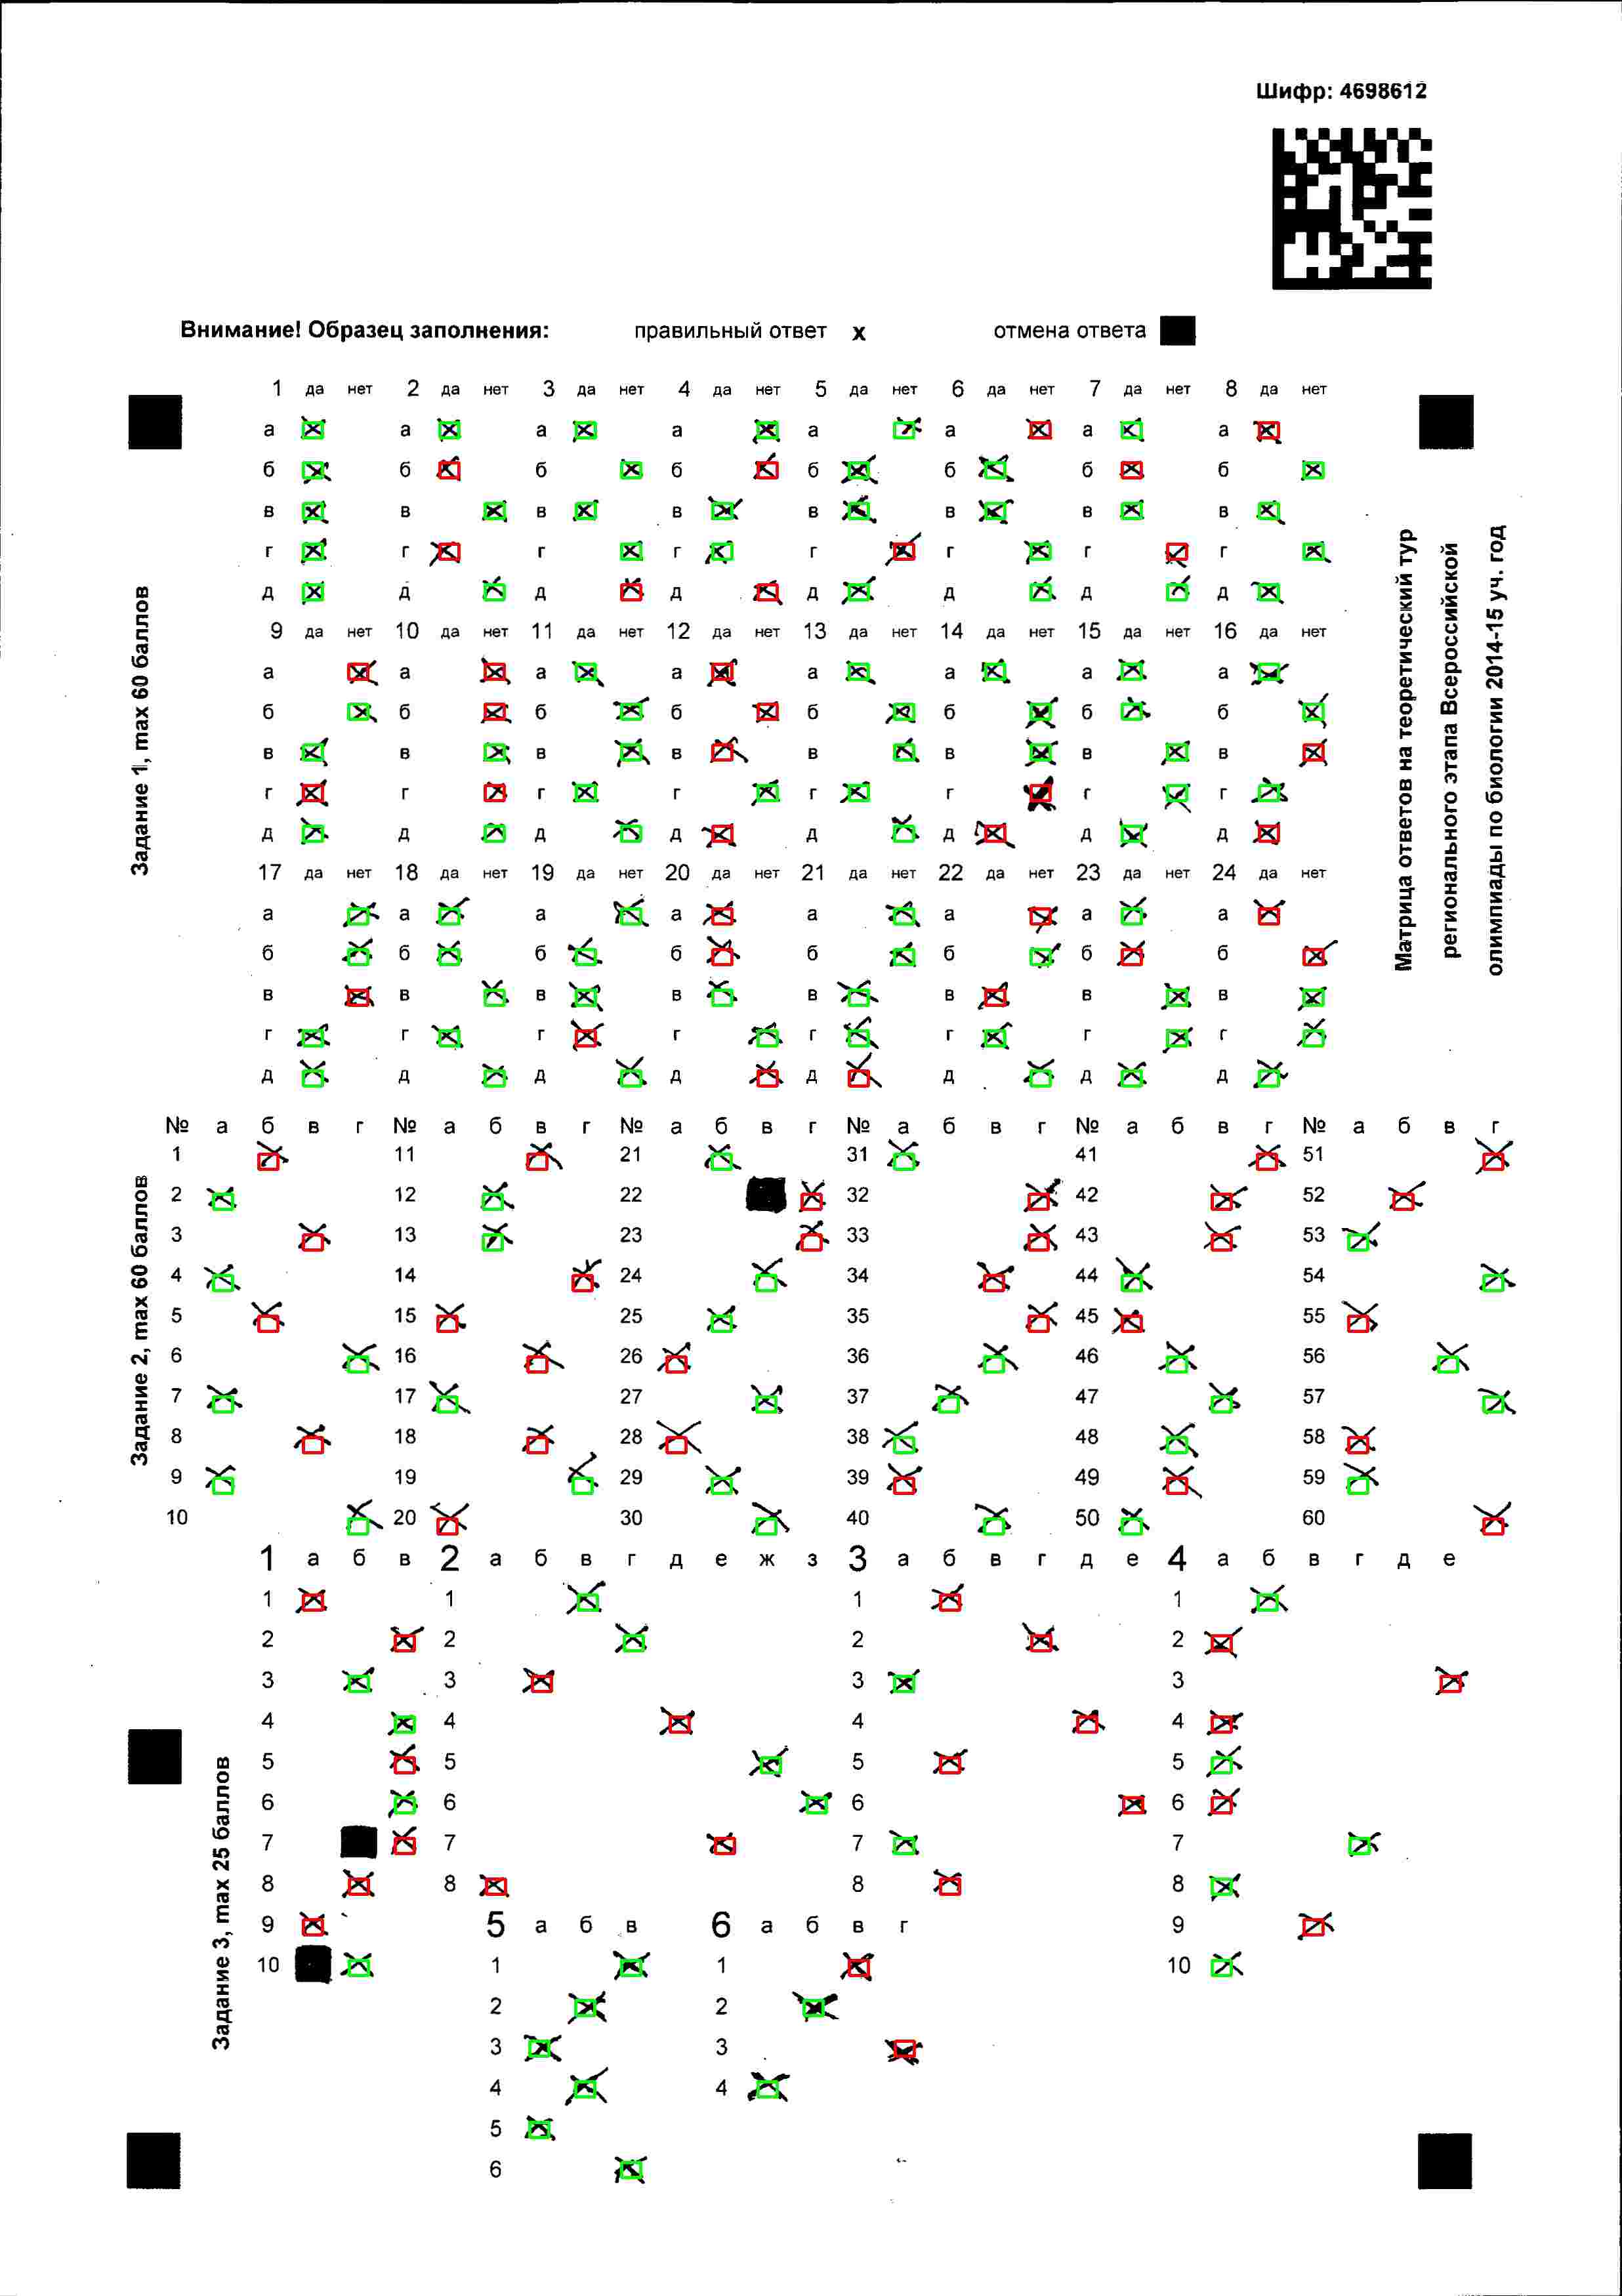 Шифр: 4698612
Внимание! Образец заполнения: правильный ответ x отмена ответа
Матрица ответов на теоретический тур
регионального этапа Всероссийской
олимпиады по биологии 2014-15 уч. год
Задание 1, max 60 баллов
1 да нет 2 да нет 3 да нет 4 да нет 5 да нет 6 да нет 7 да нет 8 да нет
а а а а а а а а
б б б б б б б б
в в в в в в в в
г г г г г г г г
д д д д д д д д
9 да нет 10 да нет 11 да нет 12 да нет 13 да нет 14 да нет 15 да нет 16 да нет
а а а а а а а а
б б б б б б б б
в в в в в в в в
г г г г г г г г
д д д д д д д д
17 да нет 18 да нет 19 да нет 20 да нет 21 да нет 22 да нет 23 да нет 24 да нет
а а а а а а а а
б б б б б б б б
в в в в в в в в
г г г г г г г г
д д д д д д д д
Задание 2, max 60 баллов
№ а б в г № а б в г № а б в г № а б в г № а б в г № а б в г
1 11 21 31 41 51
2 12 22 32 42 52
3 13 23 33 43 53
4 14 24 34 44 54
5 15 25 35 45 55
6 16 26 36 46 56
7 17 27 37 47 57
8 18 28 38 48 58
9 19 29 39 49 59
10 20 30 40 50 60
Задание 3, max 25 баллов
1 а б в 2 а б в г д е ж з 3 а б в г д е 4 а б в г д е
1 1 1 1
2 2 2 2
3 3 3 3
4 4 4 4
5 5 5 5
6 6 6 6
7 7 7 7
8 8 8 8
9 5 а б в 6 а б в г 9
10 1 1 10
2 2
3 3
4 4
5
6